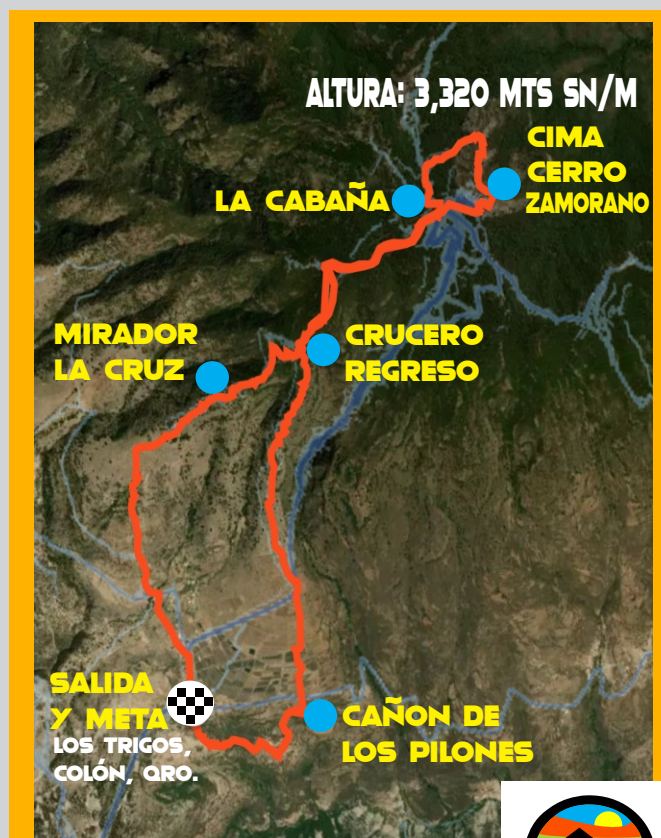 ALTURA: 3,320 MTS SN/M
CIMA
CERRO
ZAMORANO
LA CABAÑA
MIRADOR
LA CRUZ
CRUCERO
REGRESO
SALIDA
Y META
LOS TRIGOS,
COLÓN, QRO.
CAÑON DE
LOS PILONES